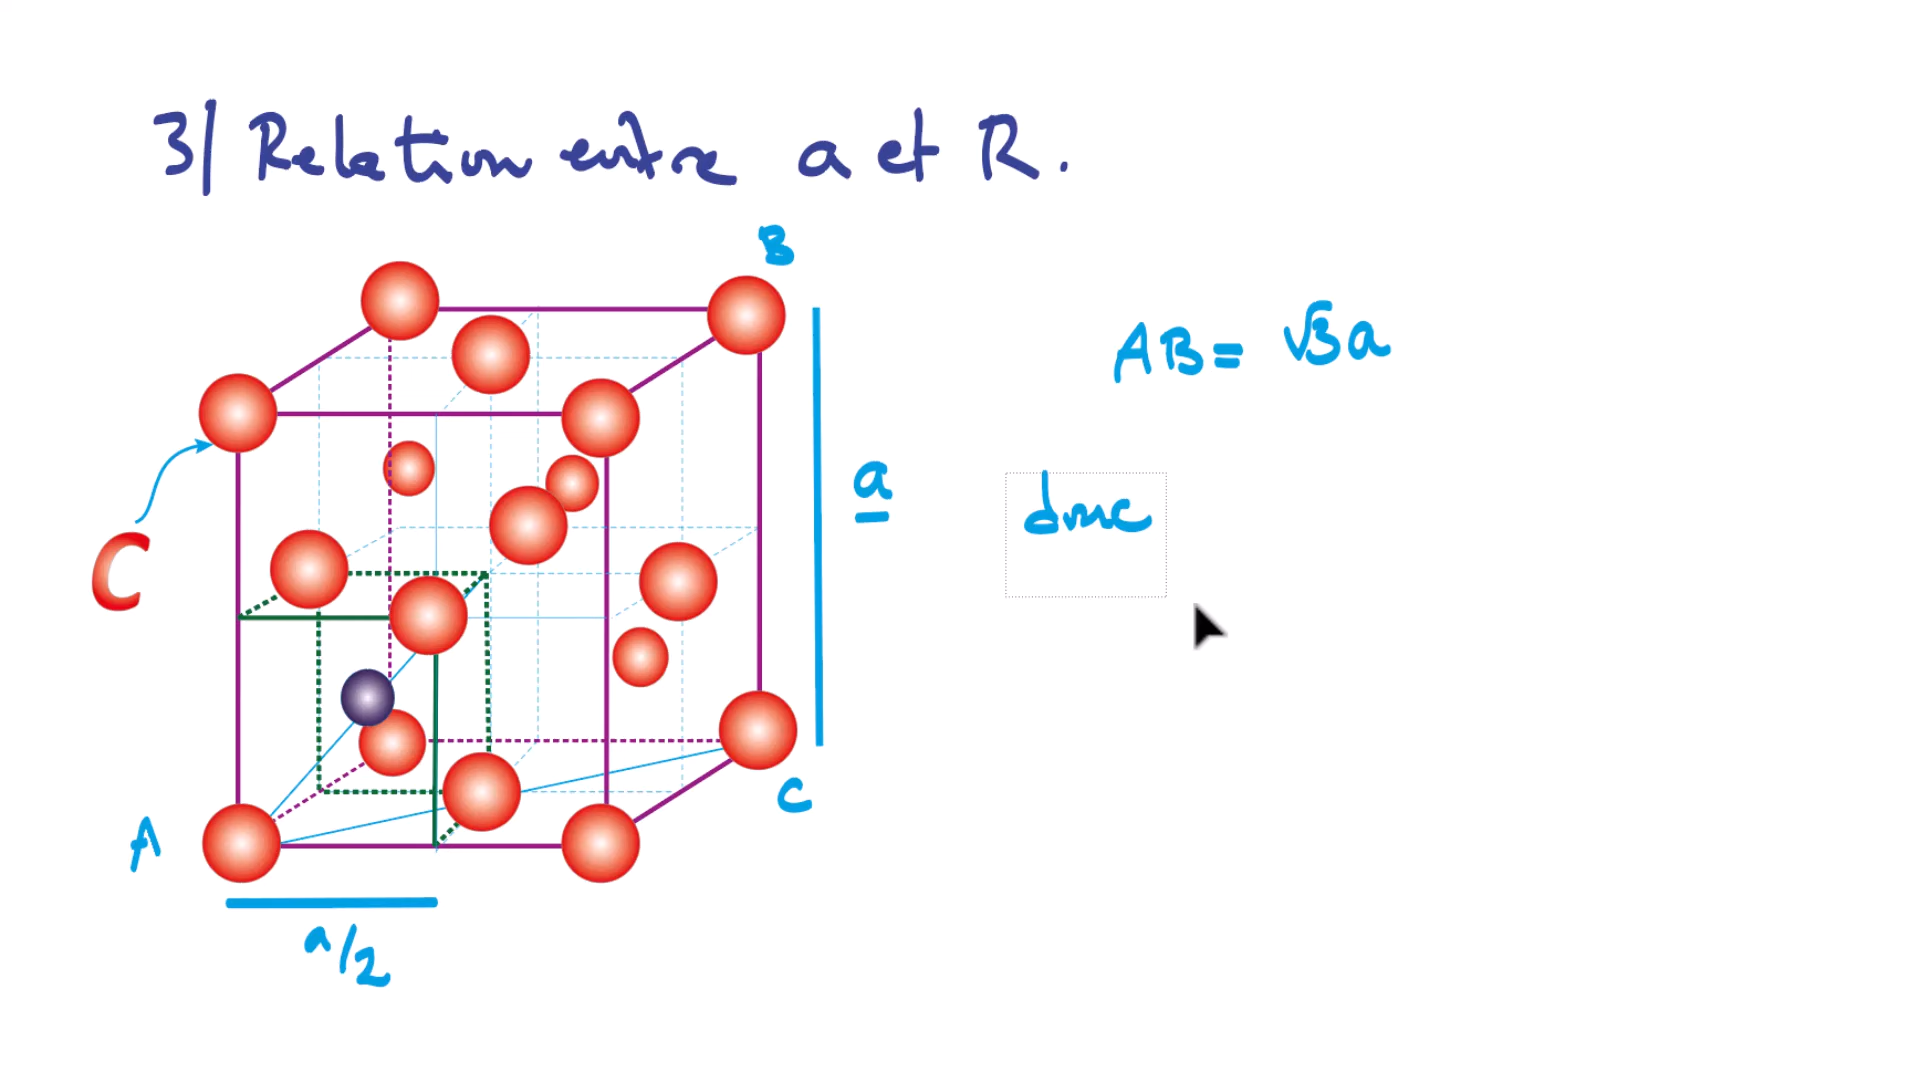 3/ Relation entre a et R.
B
AB = √3a
a
dmc
C
C
A
a/2